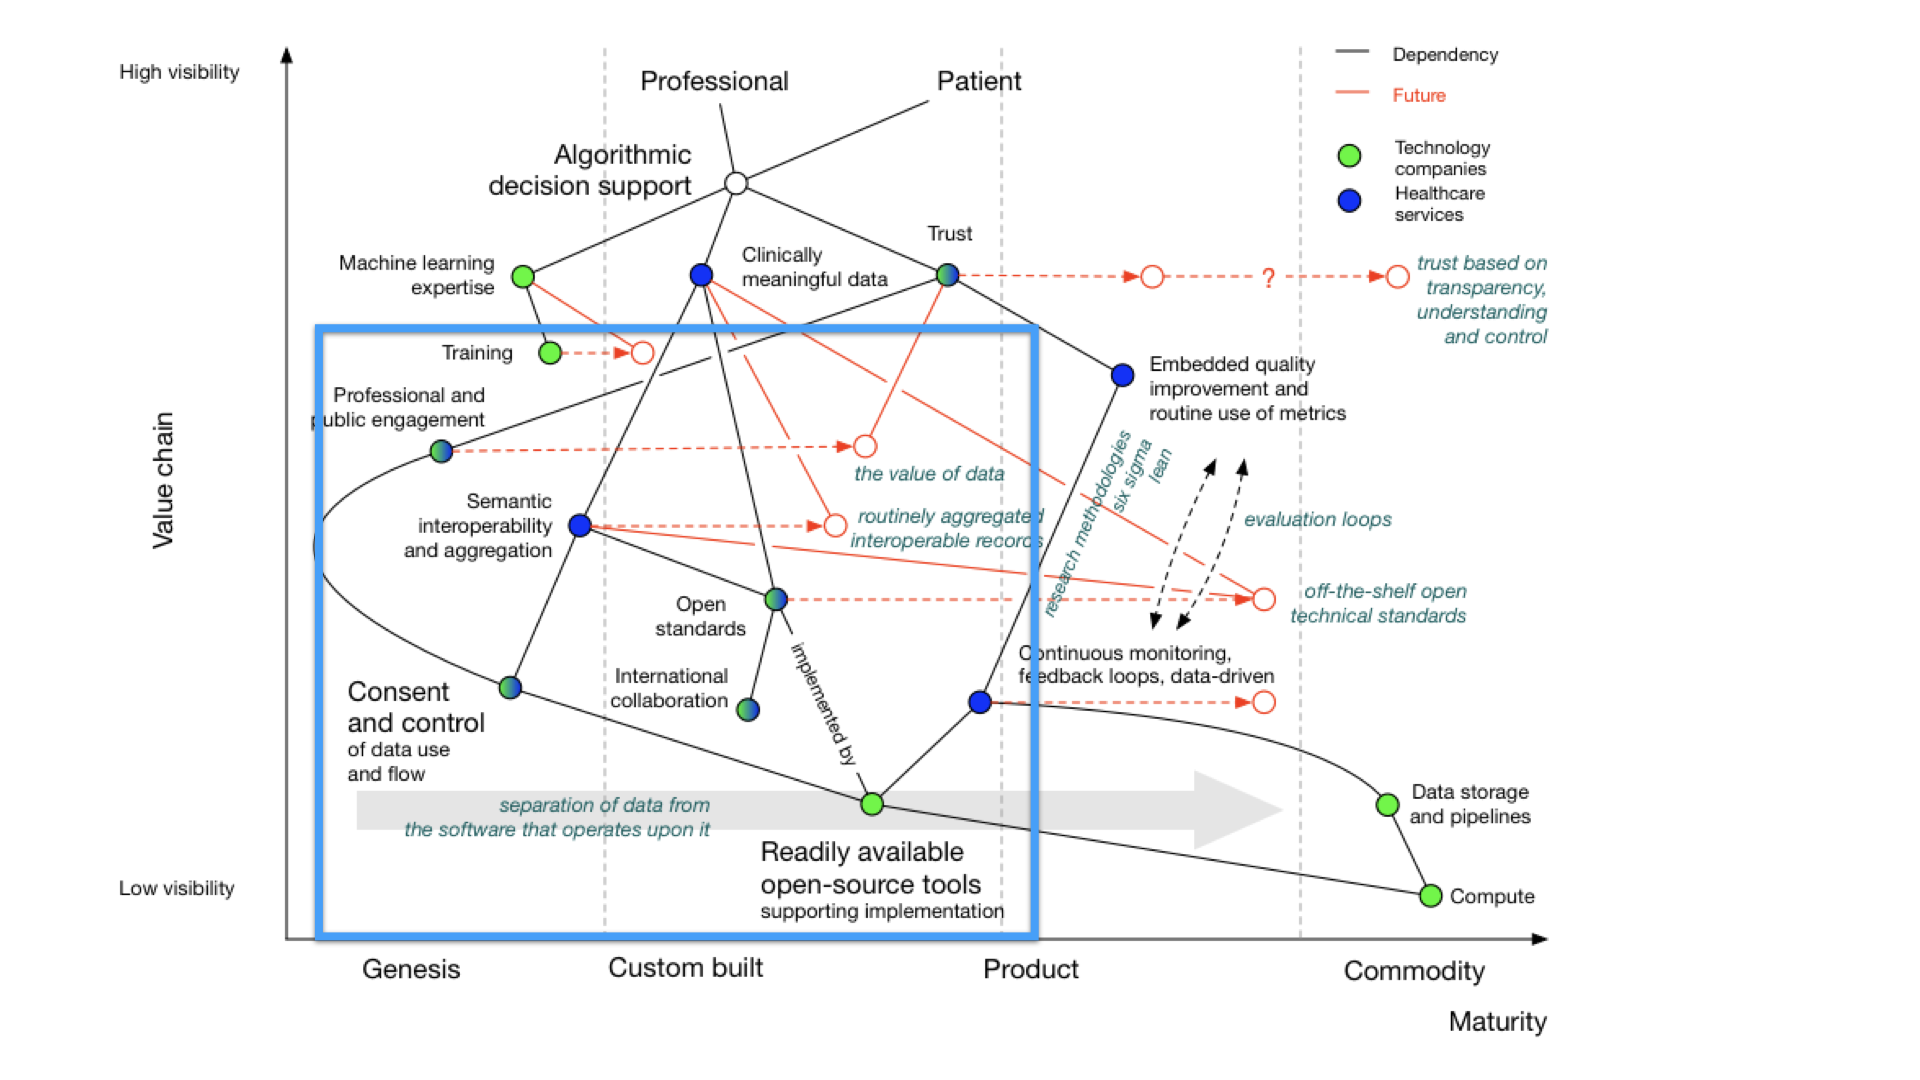 High visibility
Professional
Patient
Dependency
Future
Technology
companies
Healthcare
services
Algorithmic
decision support
Trust
Machine learning
expertise
Clinically
meaningful data
?
trust based on
transparency,
understanding
and control
Training
Professional and
public engagement
Embedded quality
improvement and
routine use of metrics
Value chain
the value of data
research methodologies
six sigma
lean
Semantic
interoperability
and aggregation
routinely aggregated
interoperable records
evaluation loops
Open
standards
off-the-shelf open
technical standards
implemented by
International
collaboration
Continuous monitoring,
feedback loops, data-driven
Consent
and control
of data use
and flow
separation of data from
the software that operates upon it
Data storage
and pipelines
Readily available
open-source tools
supporting implementation
Low visibility
Compute
Genesis
Custom built
Product
Commodity
Maturity